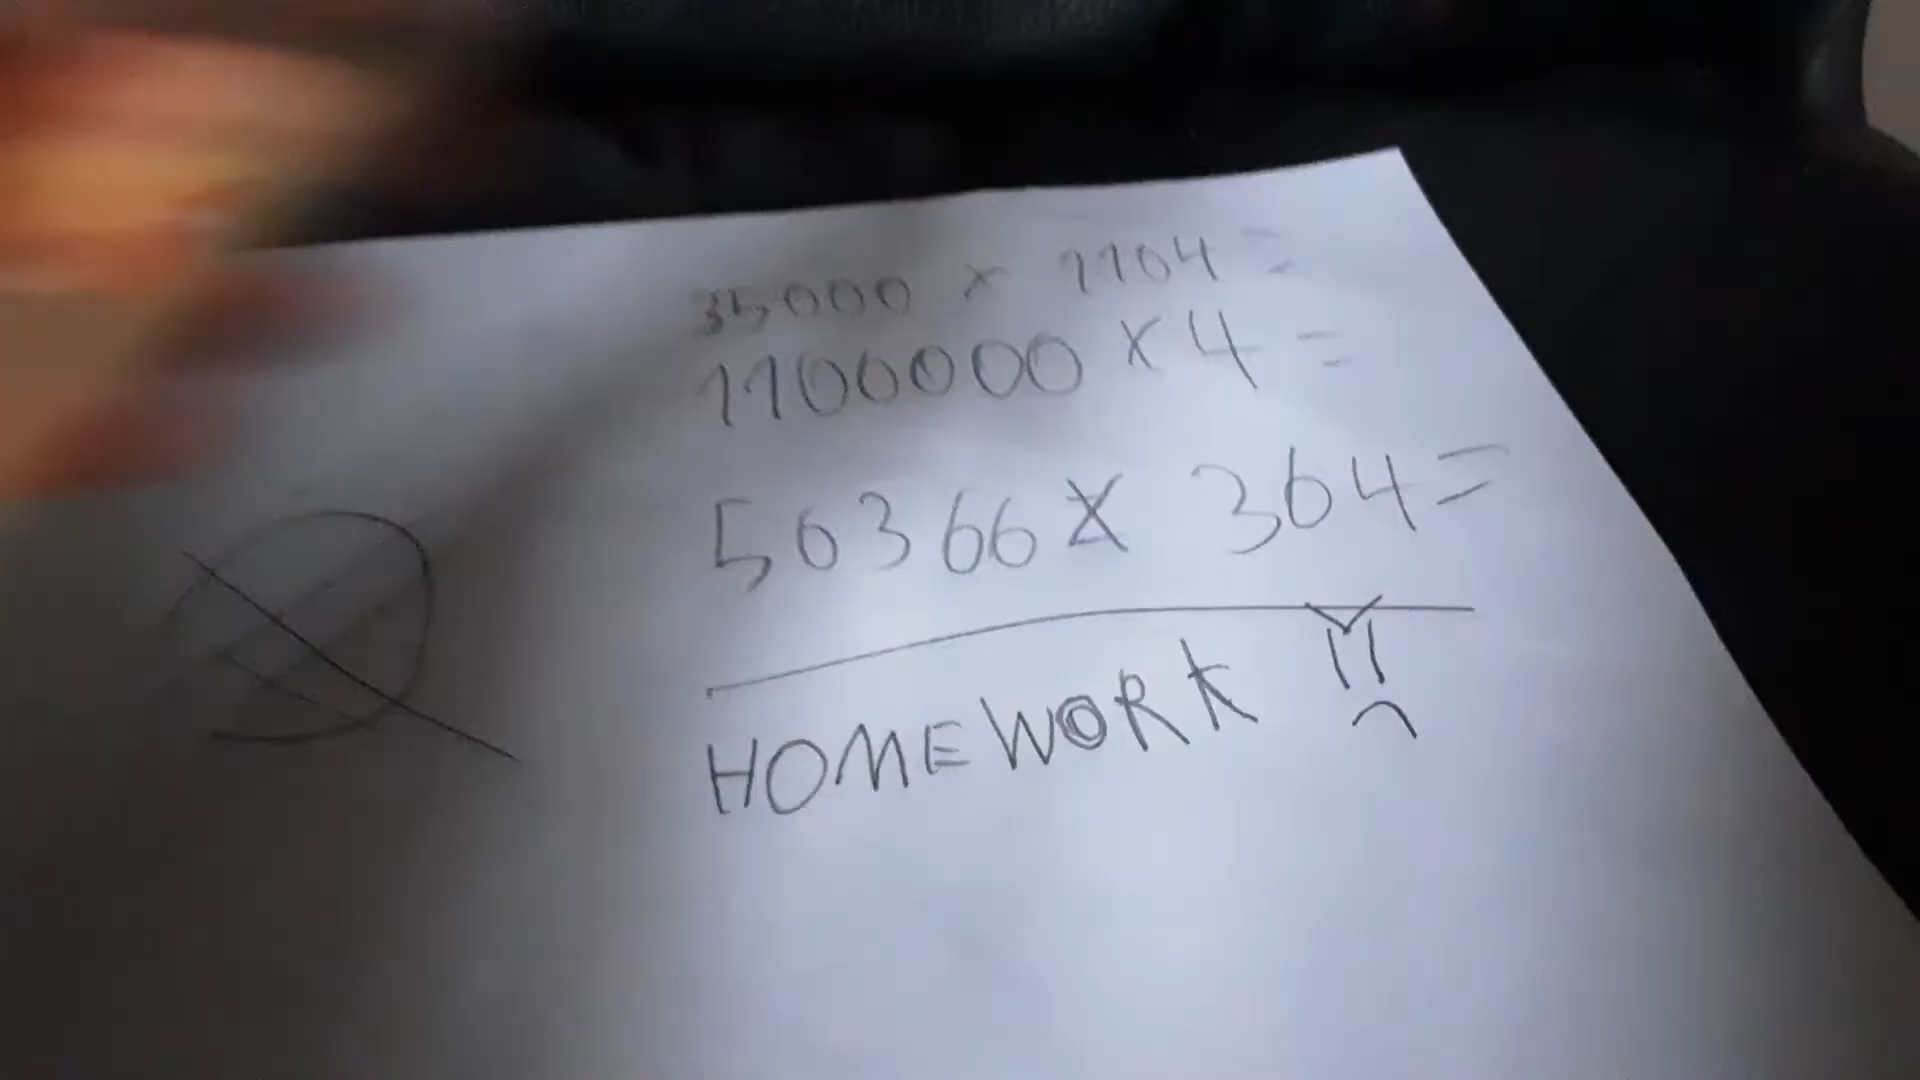 35000 x 1104 =
1100000 x 4 =
56366 x 364 =
HOMEWORK